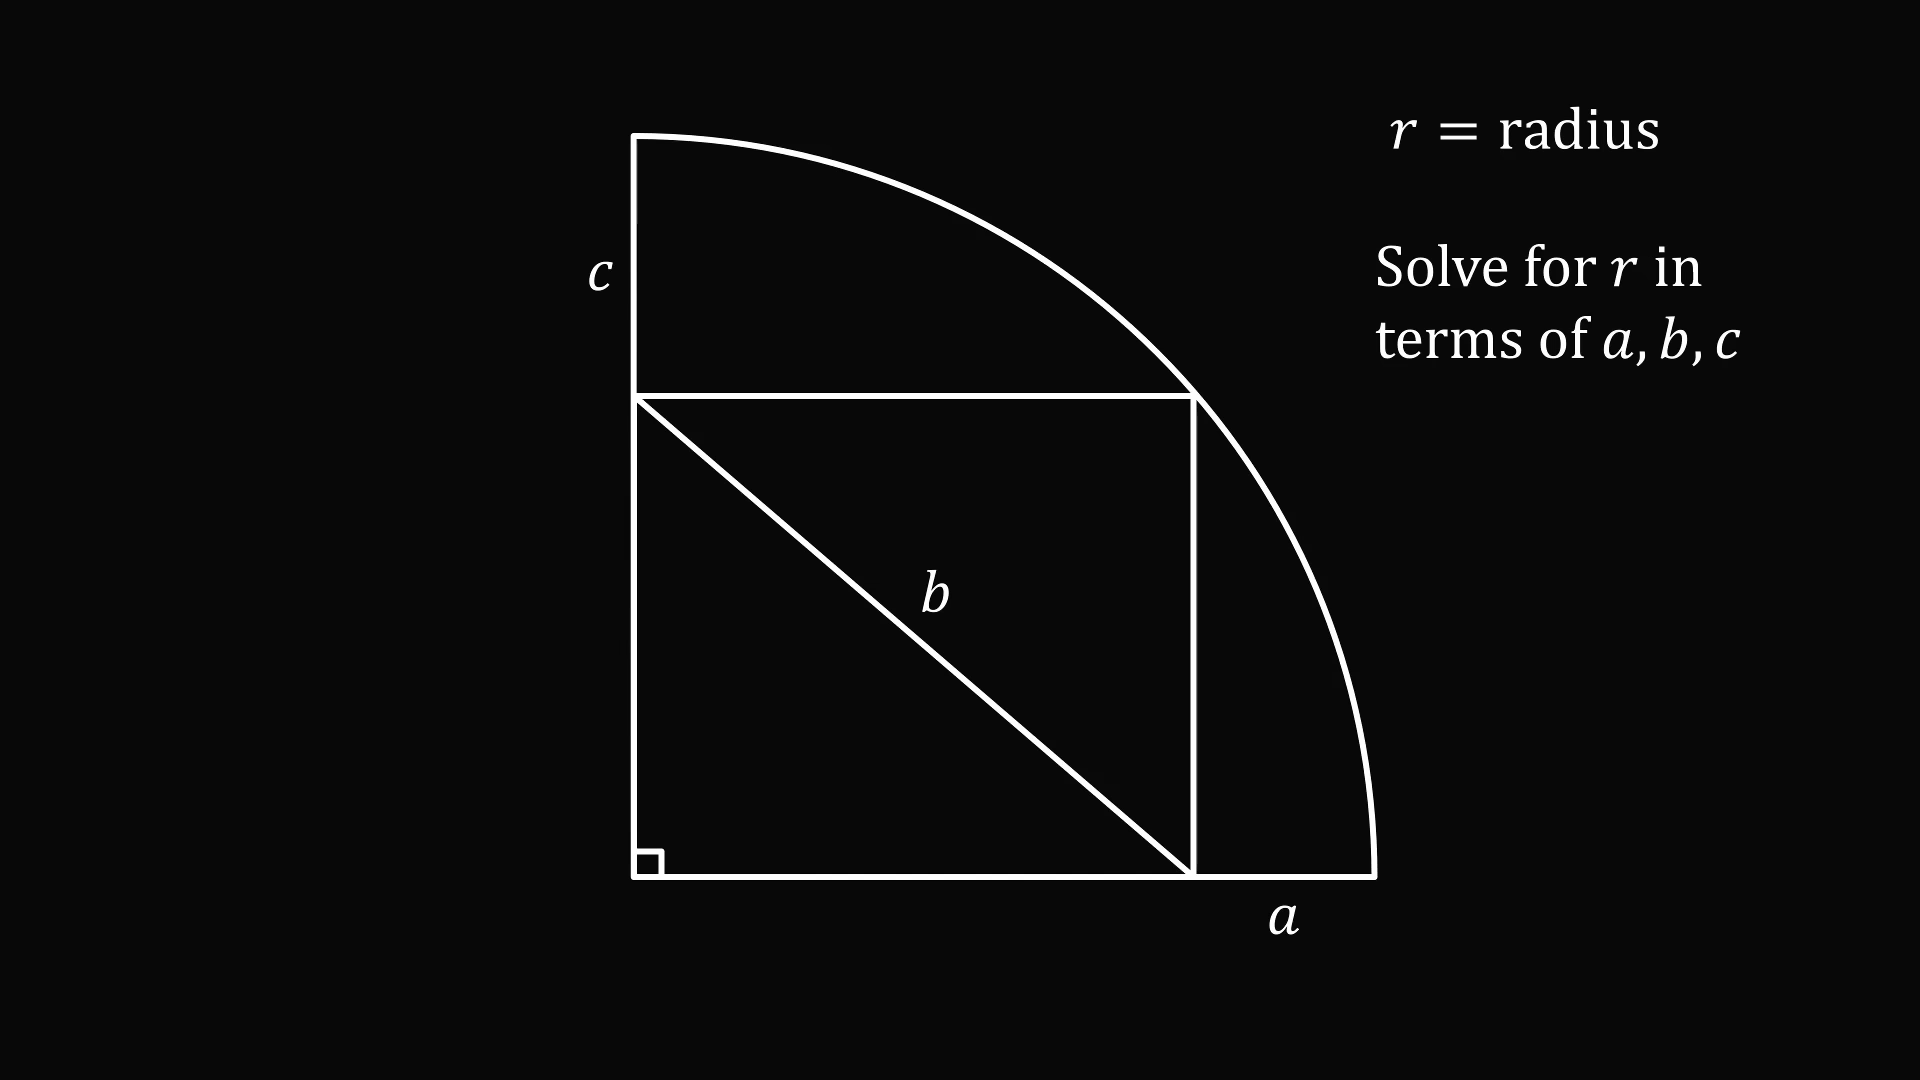 r = radius
Solve for r in
terms of a, b, c
c
b
a